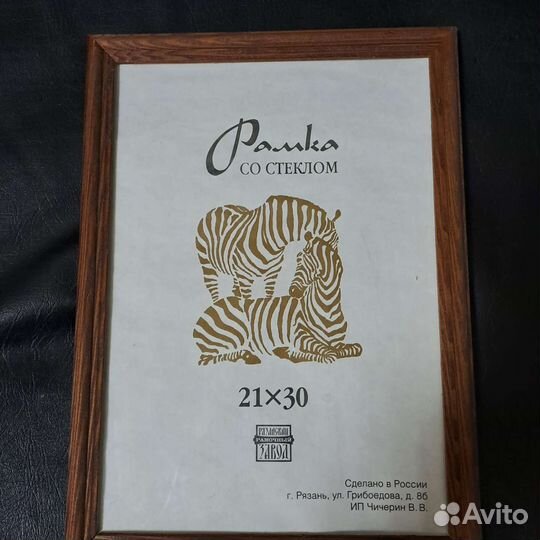 Рамка
СО СТЕКЛОМ
21×30
РЯЗАНСКИЙ
РАМОЧНЫЙ
ЗАВОД
Сделано в России
г. Рязань, ул. Грибоедова, д. 8б
ИП Чичерин В. В.
Avito